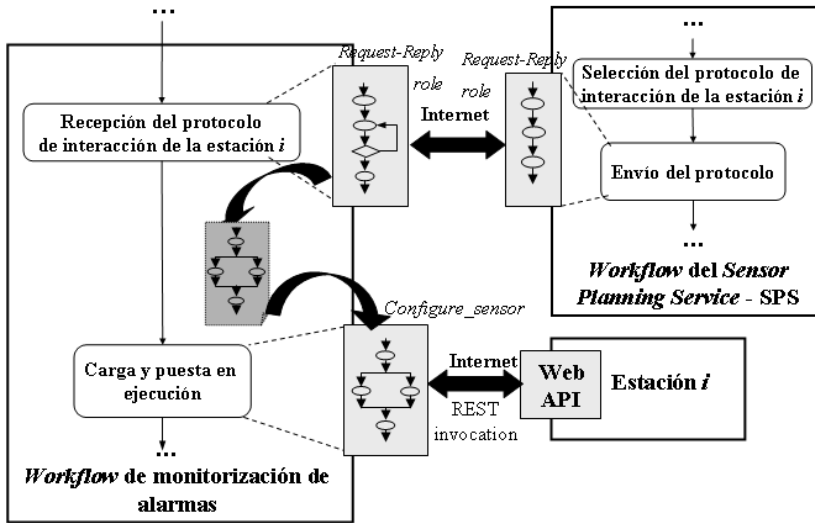 ...
Request-Reply
role
Recepción del protocolo
de interacción de la estación i
Internet
Request-Reply
role
...
Selección del protocolo de
interacción de la estación i
Envío del protocolo
...
Workflow del Sensor
Planning Service - SPS
Configure_sensor
Carga y puesta en
ejecución
Internet
REST
invocation
Web
API
Estación i
...
Workflow de monitorización de
alarmas